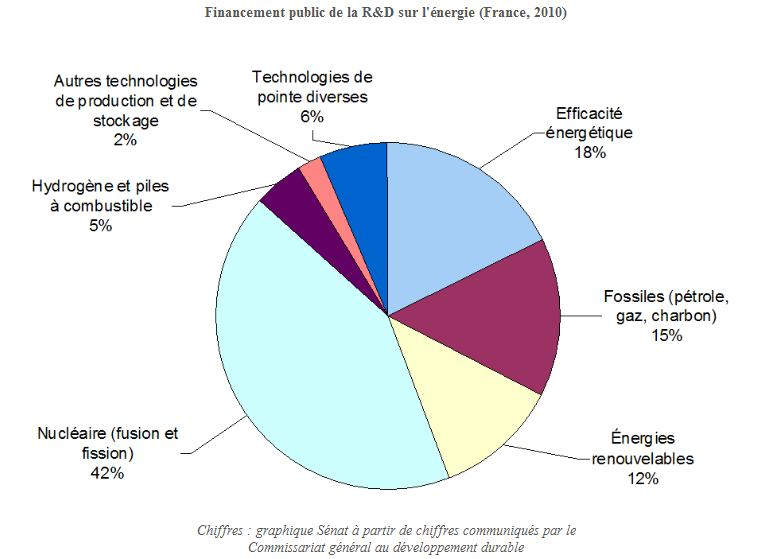 Financement public de la R&D sur l'énergie (France, 2010)
Technologies de
pointe diverses
6%
Autres technologies
de production et de
stockage
2%
Efficacité
énergétique
18%
Hydrogène et piles
à combustible
5%
Fossiles (pétrole,
gaz, charbon)
15%
Nucléaire (fusion et
fission)
42%
Énergies
renouvelables
12%
Chiffres : graphique Sénat à partir de chiffres communiqués par le
Commissariat général au développement durable